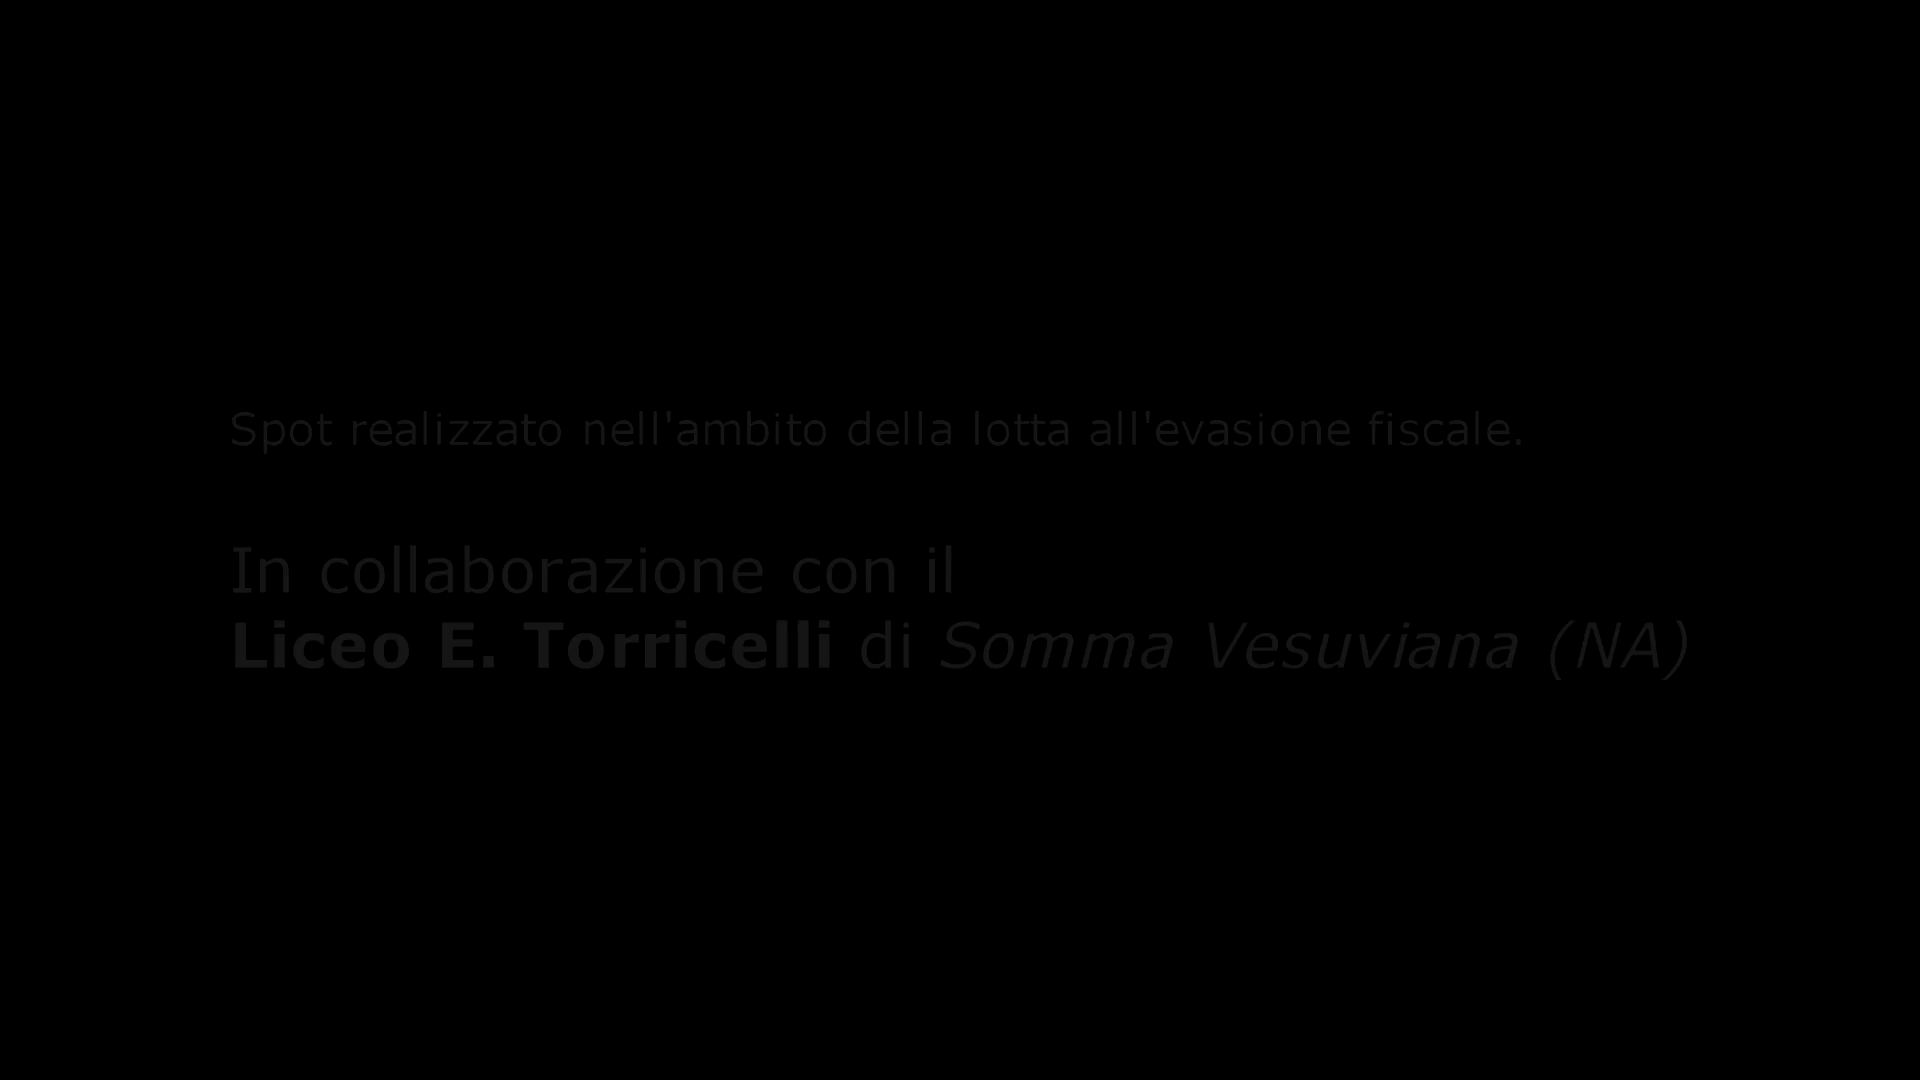 Spot realizzato nell'ambito della lotta all'evasione fiscale.
In collaborazione con il
Liceo E. Torricelli di Somma Vesuviana (NA)